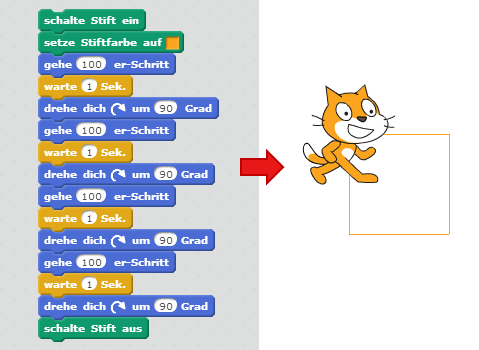 schalte Stift ein
setze Stiftfarbe auf
gehe 100 er-Schritt
warte 1 Sek.
drehe dich um 90 Grad
gehe 100 er-Schritt
warte 1 Sek.
drehe dich um 90 Grad
gehe 100 er-Schritt
warte 1 Sek.
drehe dich um 90 Grad
gehe 100 er-Schritt
warte 1 Sek.
drehe dich um 90 Grad
schalte Stift aus